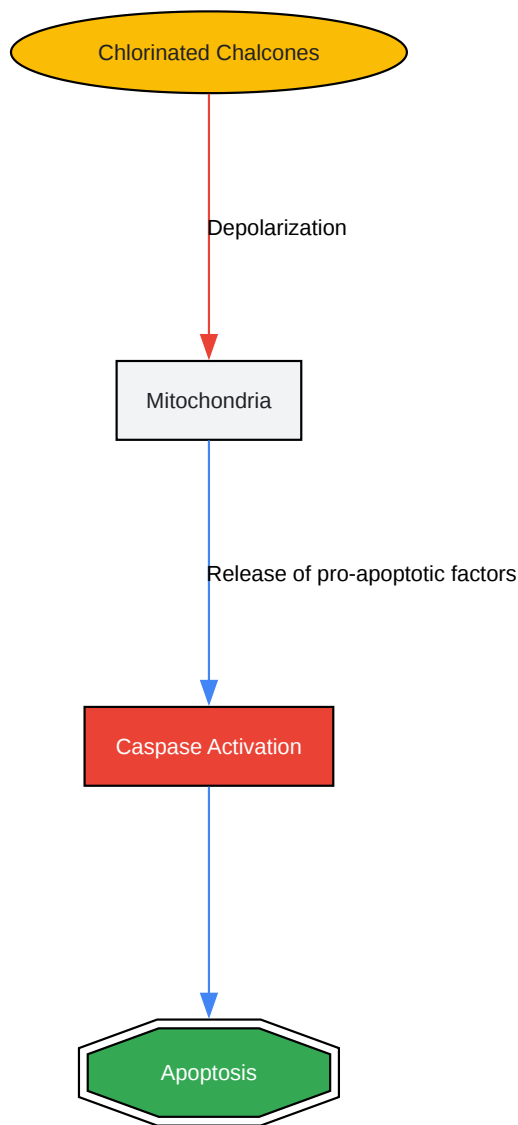 Chlorinated Chalcones
Depolarization
Mitochondria
Release of pro-apoptotic factors
Caspase Activation
Apoptosis